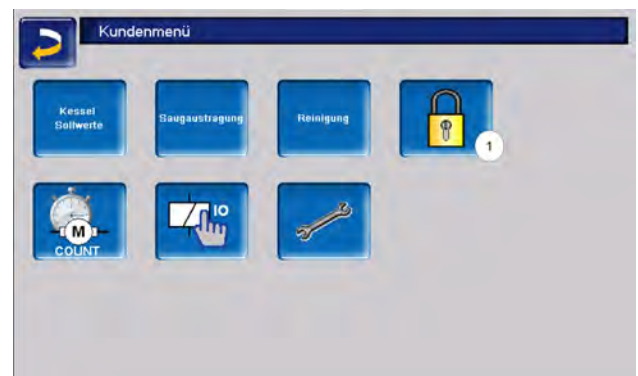 Kundenmenü
Kessel
Sollwerte
Saugaustragung
Reinigung
1
M
COUNT
IO